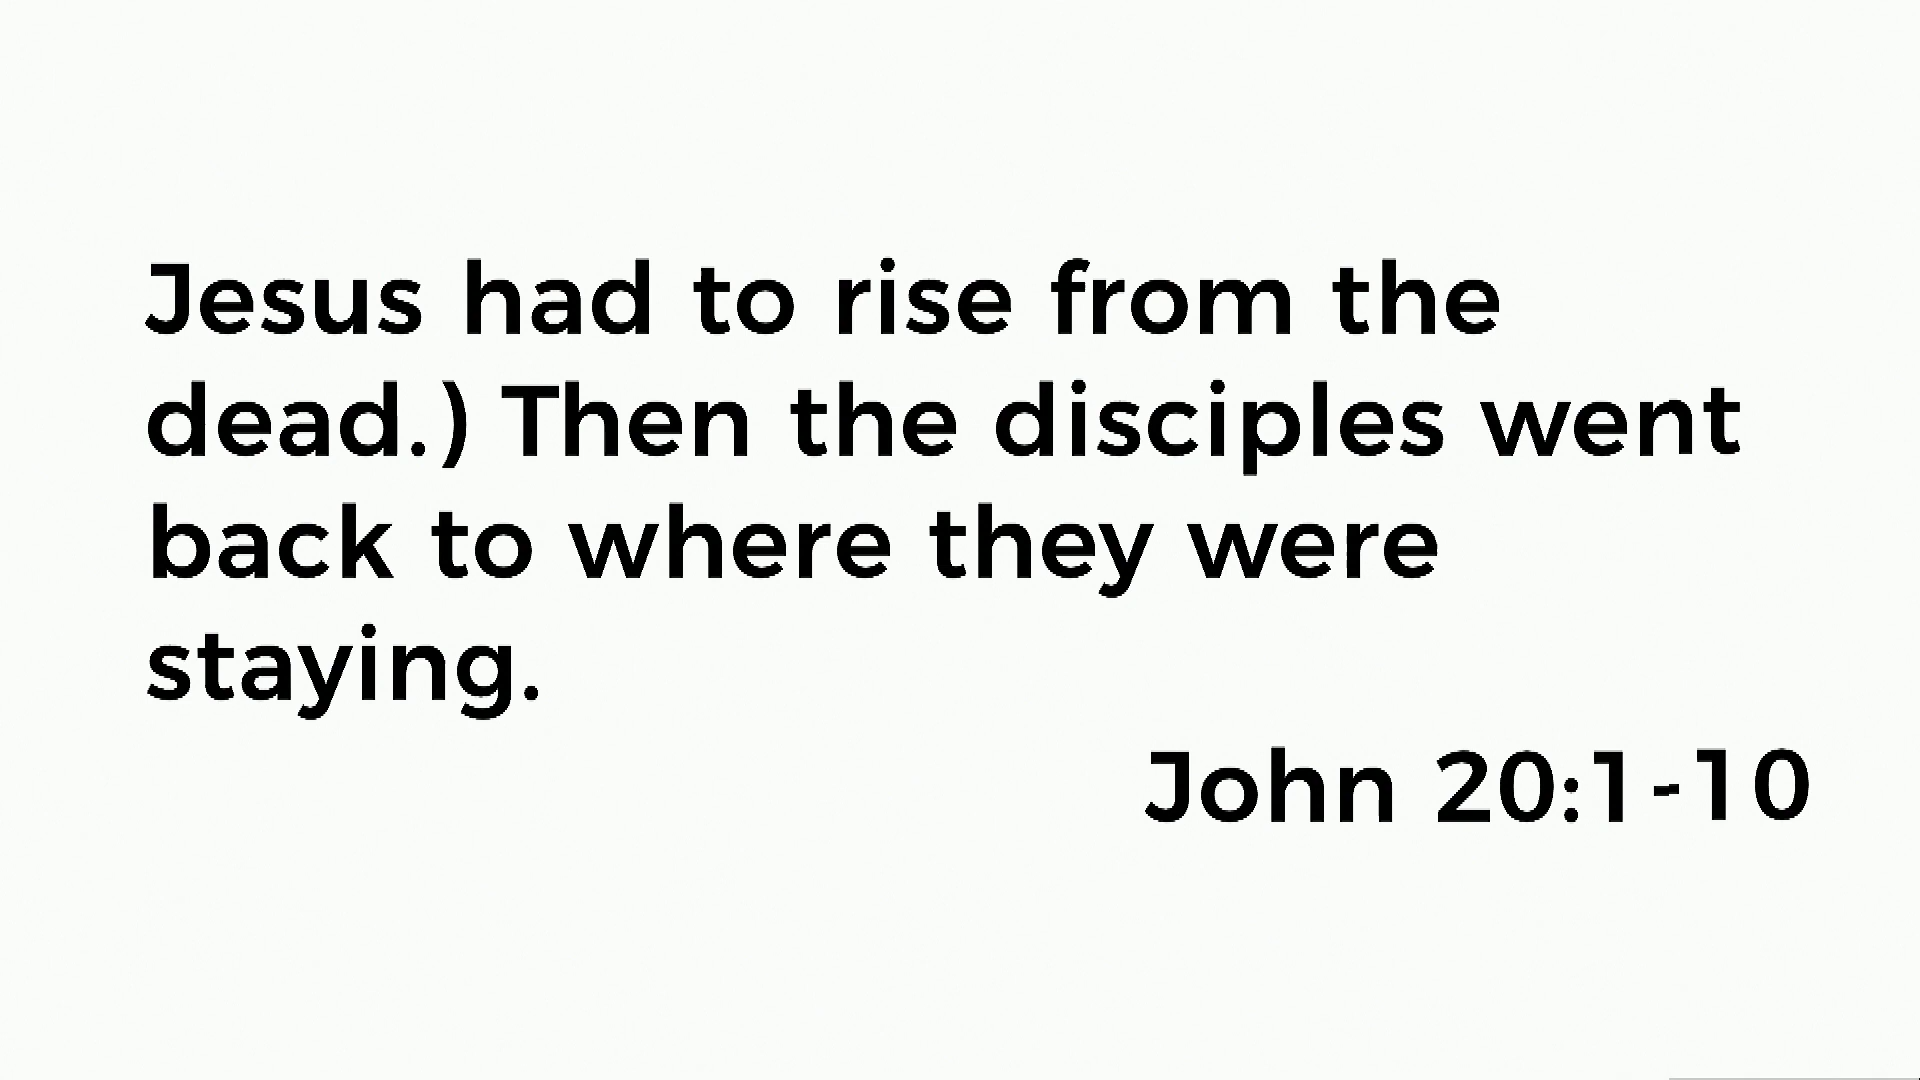 Jesus had to rise from the
dead.) Then the disciples went
back to where they were
staying.
John 20:1-10